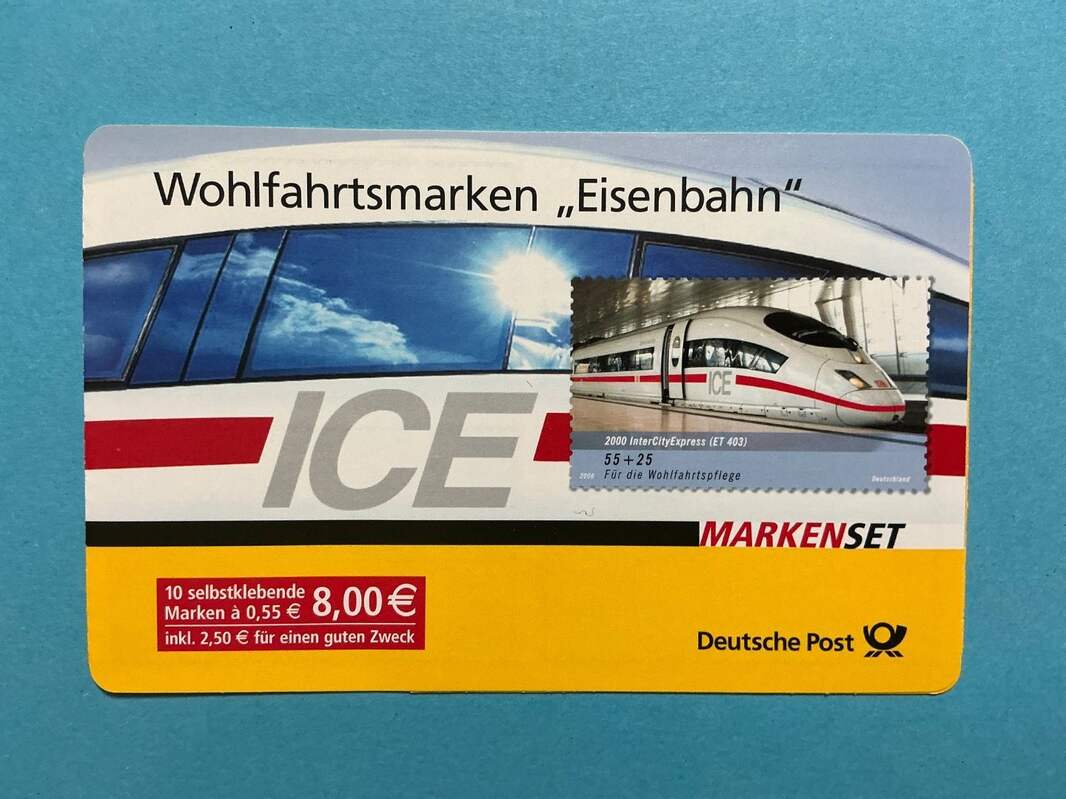 Wohlfahrtsmarken „Eisenbahn“
ICE
ICE
2000 InterCityExpress (ET 403)
55+25
Für die Wohlfahrtspflege
2006
Deutschland
MARKENSET
10 selbstklebende
Marken à 0,55 € 8,00 €
inkl. 2,50 € für einen guten Zweck
Deutsche Post